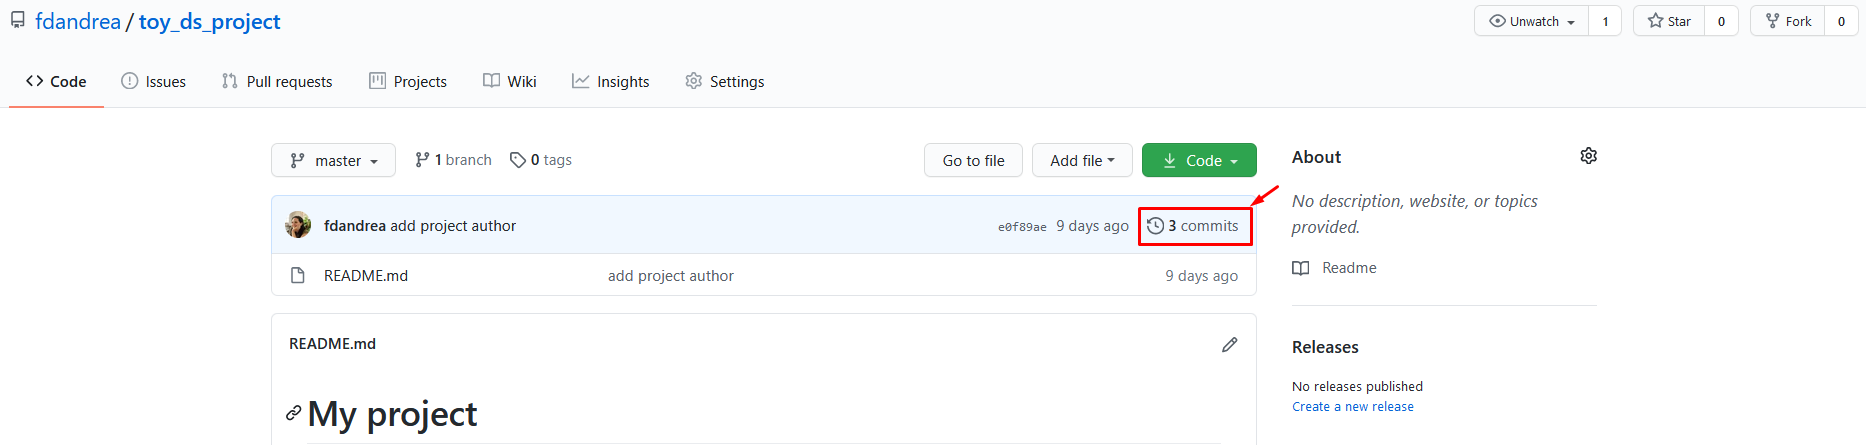 fdandrea / toy_ds_project
Unwatch 1 Star 0 Fork 0
Code Issues Pull requests Projects Wiki Insights Settings
master 1 branch 0 tags Go to file Add file Code
fdandrea add project author e0f89ae 9 days ago 3 commits
README.md add project author 9 days ago
README.md
My project
About
No description, website, or topics
provided.
Readme
Releases
No releases published
Create a new release